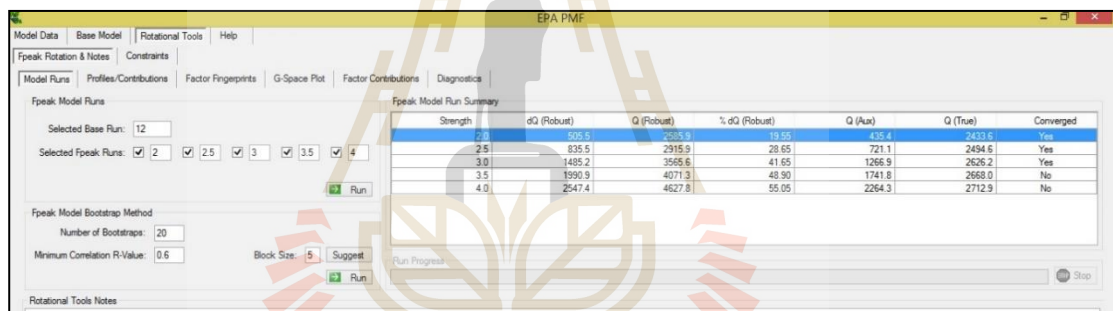 EPA PMF
Model Data Base Model Rotational Tools Help
Fpeak Rotation & Notes Constraints
Model Runs Profiles/Contributions Factor Fingerprints G-Space Plot Factor Contributions Diagnostics
Fpeak Model Runs
Selected Base Run: 12
Selected Fpeak Runs: 2 2.5 3 3.5 4
Run
Fpeak Model Bootstrap Method
Number of Bootstraps: 20
Minimum Correlation R-Value: 0.6 Block Size: 5 Suggest
Run
Fpeak Model Run Summary
Strength dQ (Robust) Q (Robust) % dQ (Robust) Q (Aux) Q (True) Converged
2.0 505.5 2585.9 19.55 435.4 2433.6 Yes
2.5 835.5 2915.9 28.65 721.1 2494.6 Yes
3.0 1485.2 3565.6 41.65 1266.9 2626.2 Yes
3.5 1990.9 4071.3 48.90 1741.8 2668.0 No
4.0 2547.4 4627.8 55.05 2264.3 2712.9 No
Run Progress
Stop
Rotational Tools Notes